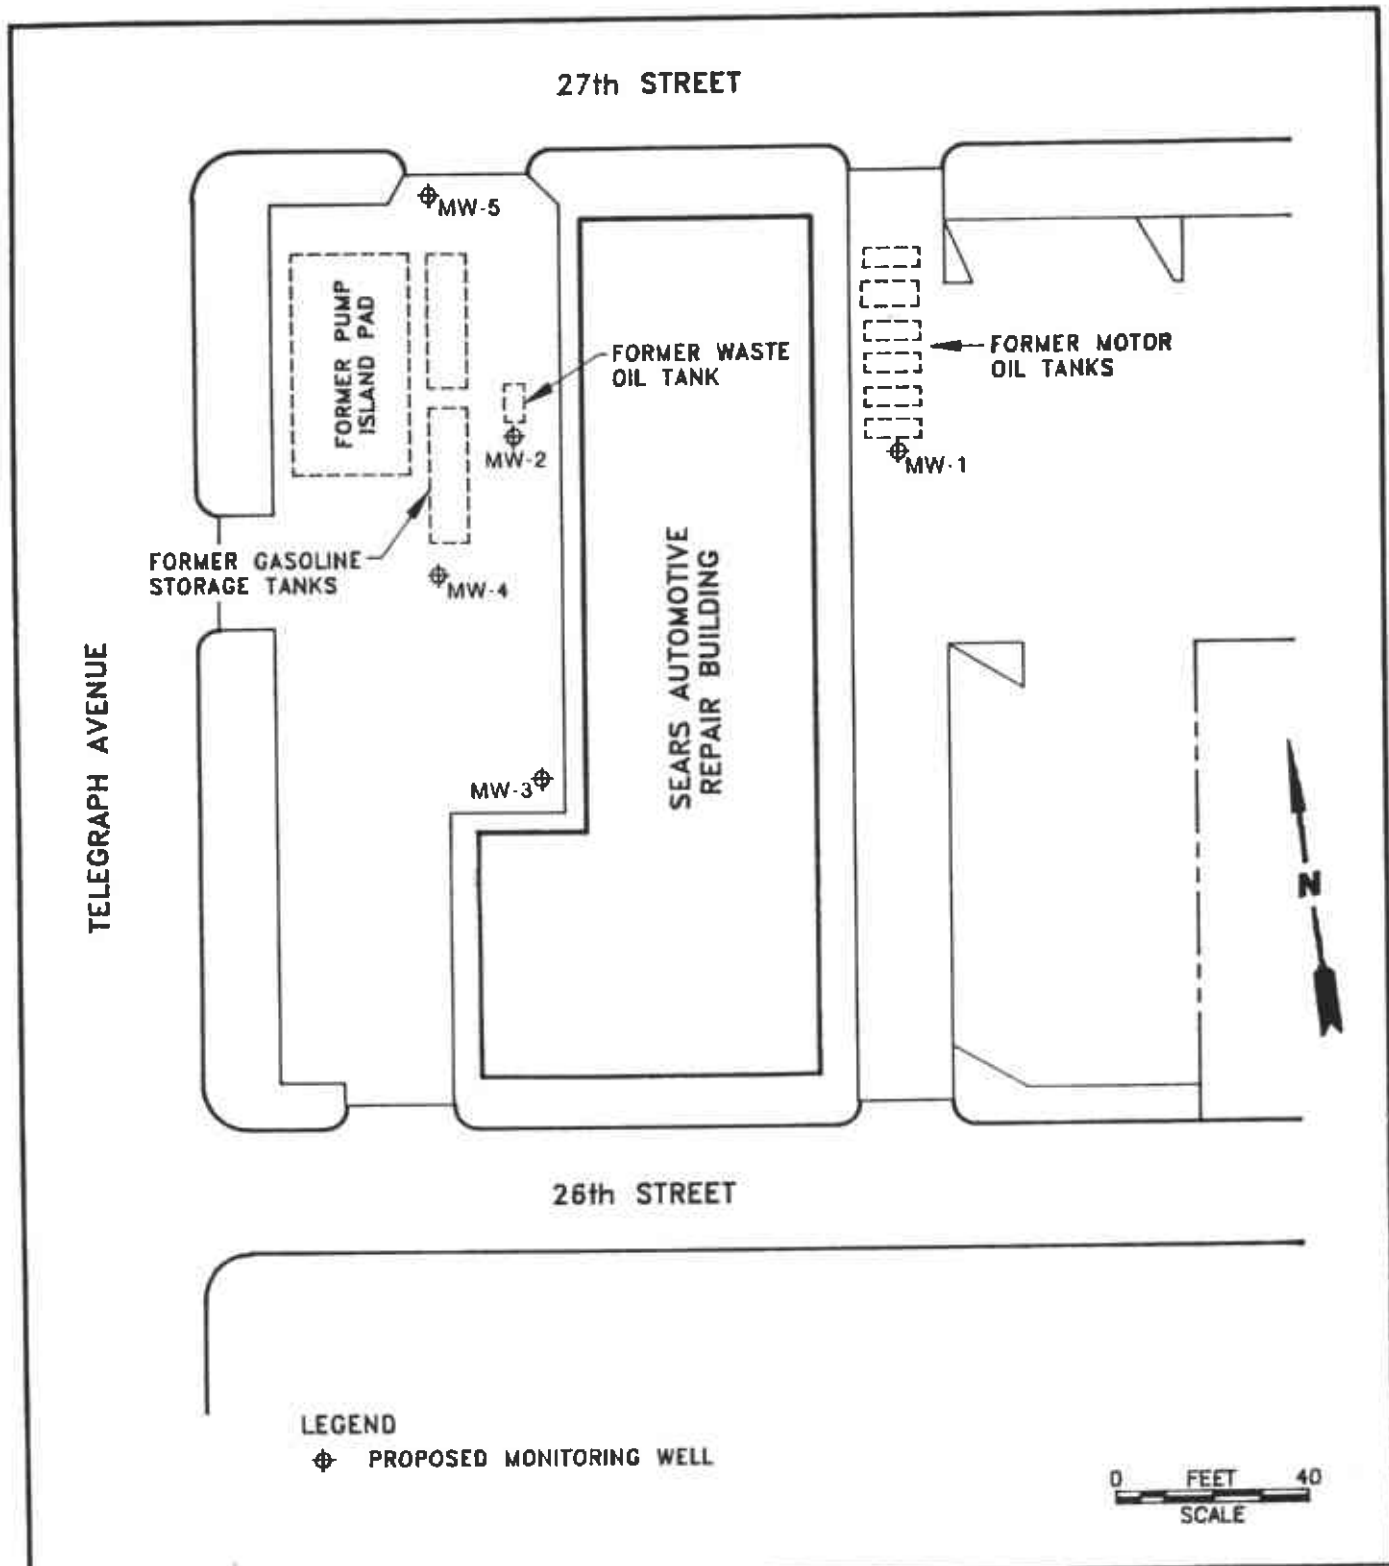 27th STREET
MW-5
FORMER PUMP
ISLAND PAD
FORMER WASTE
OIL TANK
FORMER MOTOR
OIL TANKS
MW-2
MW-1
FORMER GASOLINE
STORAGE TANKS
MW-4
SEARS AUTOMOTIVE
REPAIR BUILDING
TELEGRAPH AVENUE
MW-3
N
26th STREET
LEGEND
PROPOSED MONITORING WELL
0 FEET 40
SCALE